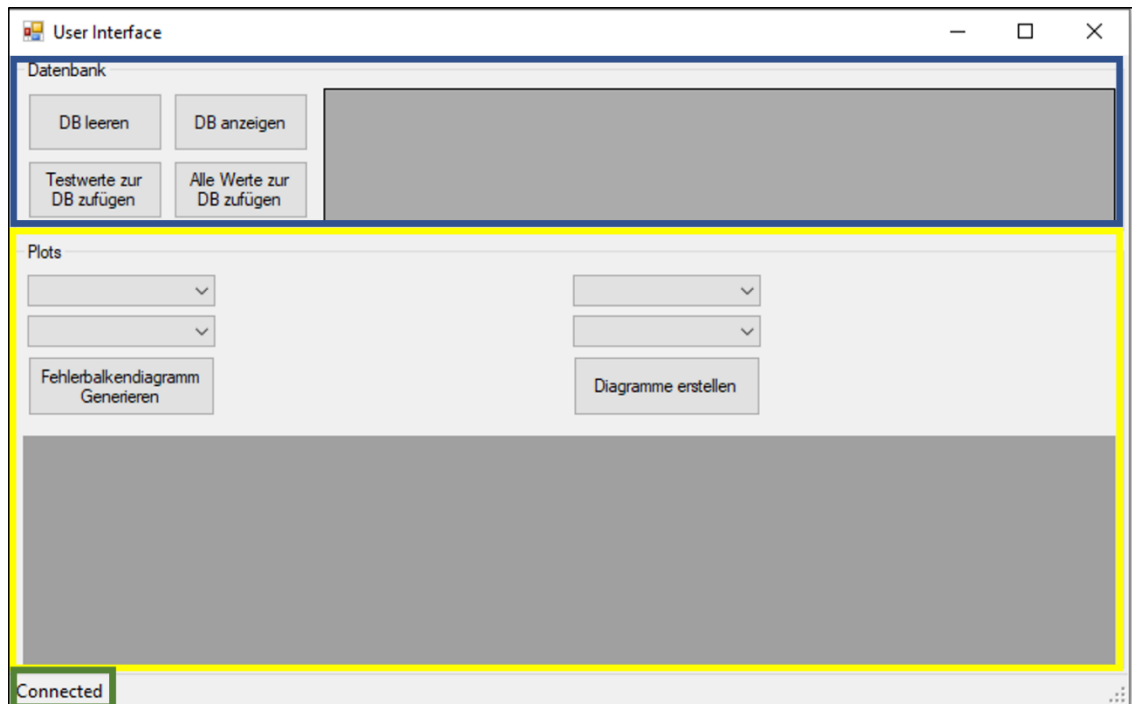 User Interface
Datenbank
DB leeren
DB anzeigen
Testwerte zur
DB zufügen
Alle Werte zur
DB zufügen
Plots
Fehlerbalkendiagramm
Generieren
Diagramme erstellen
Connected